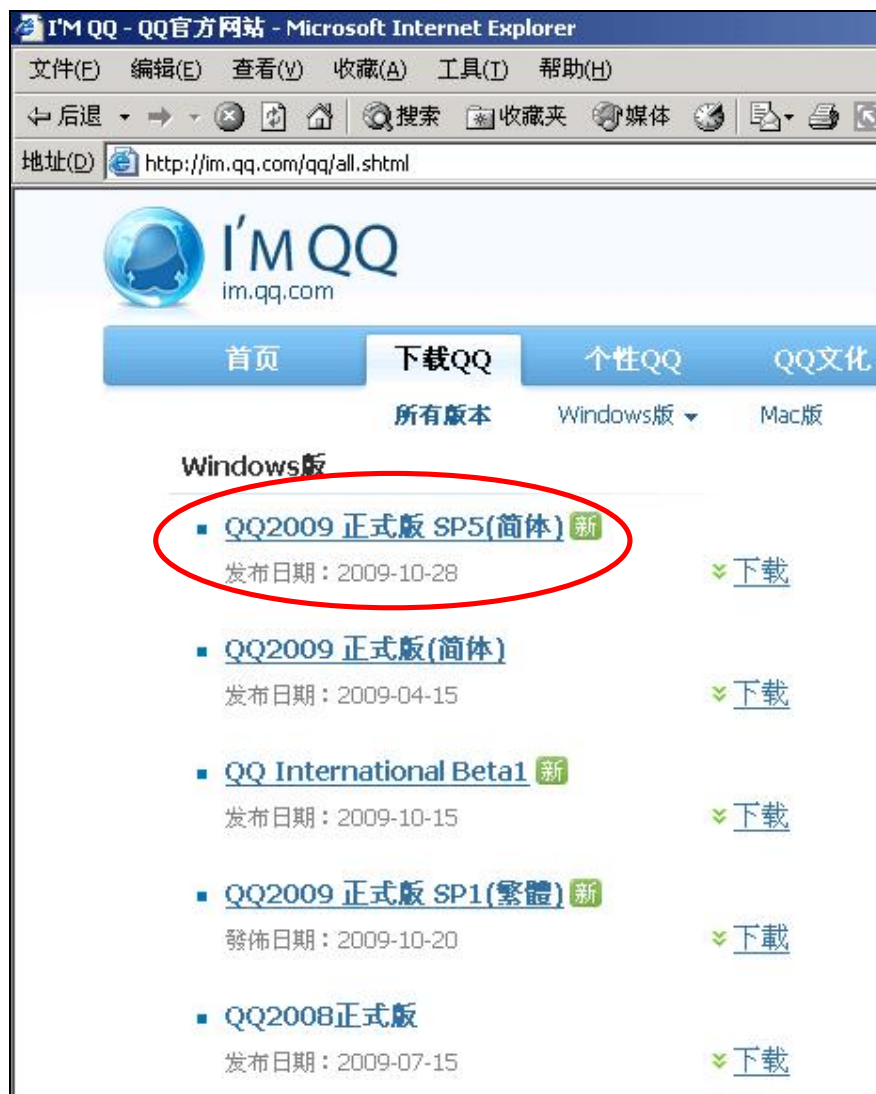 I'M QQ - QQ官方网站 - Microsoft Internet Explorer
文件(F) 编辑(E) 查看(V) 收藏(A) 工具(T) 帮助(H)
后退 搜索 收藏夹 媒体
地址(D) http://im.qq.com/qq/all.shtml
I'M QQ
im.qq.com
首页 下载QQ 个性QQ QQ文化
所有版本 Windows版 Mac版
Windows版
QQ2009 正式版 SP5(简体) 新
发布日期：2009-10-28 下载
QQ2009 正式版(简体)
发布日期：2009-04-15 下载
QQ International Beta1 新
发布日期：2009-10-15 下载
QQ2009 正式版 SP1(繁體) 新
發佈日期：2009-10-20 下載
QQ2008正式版
发布日期：2009-07-15 下载